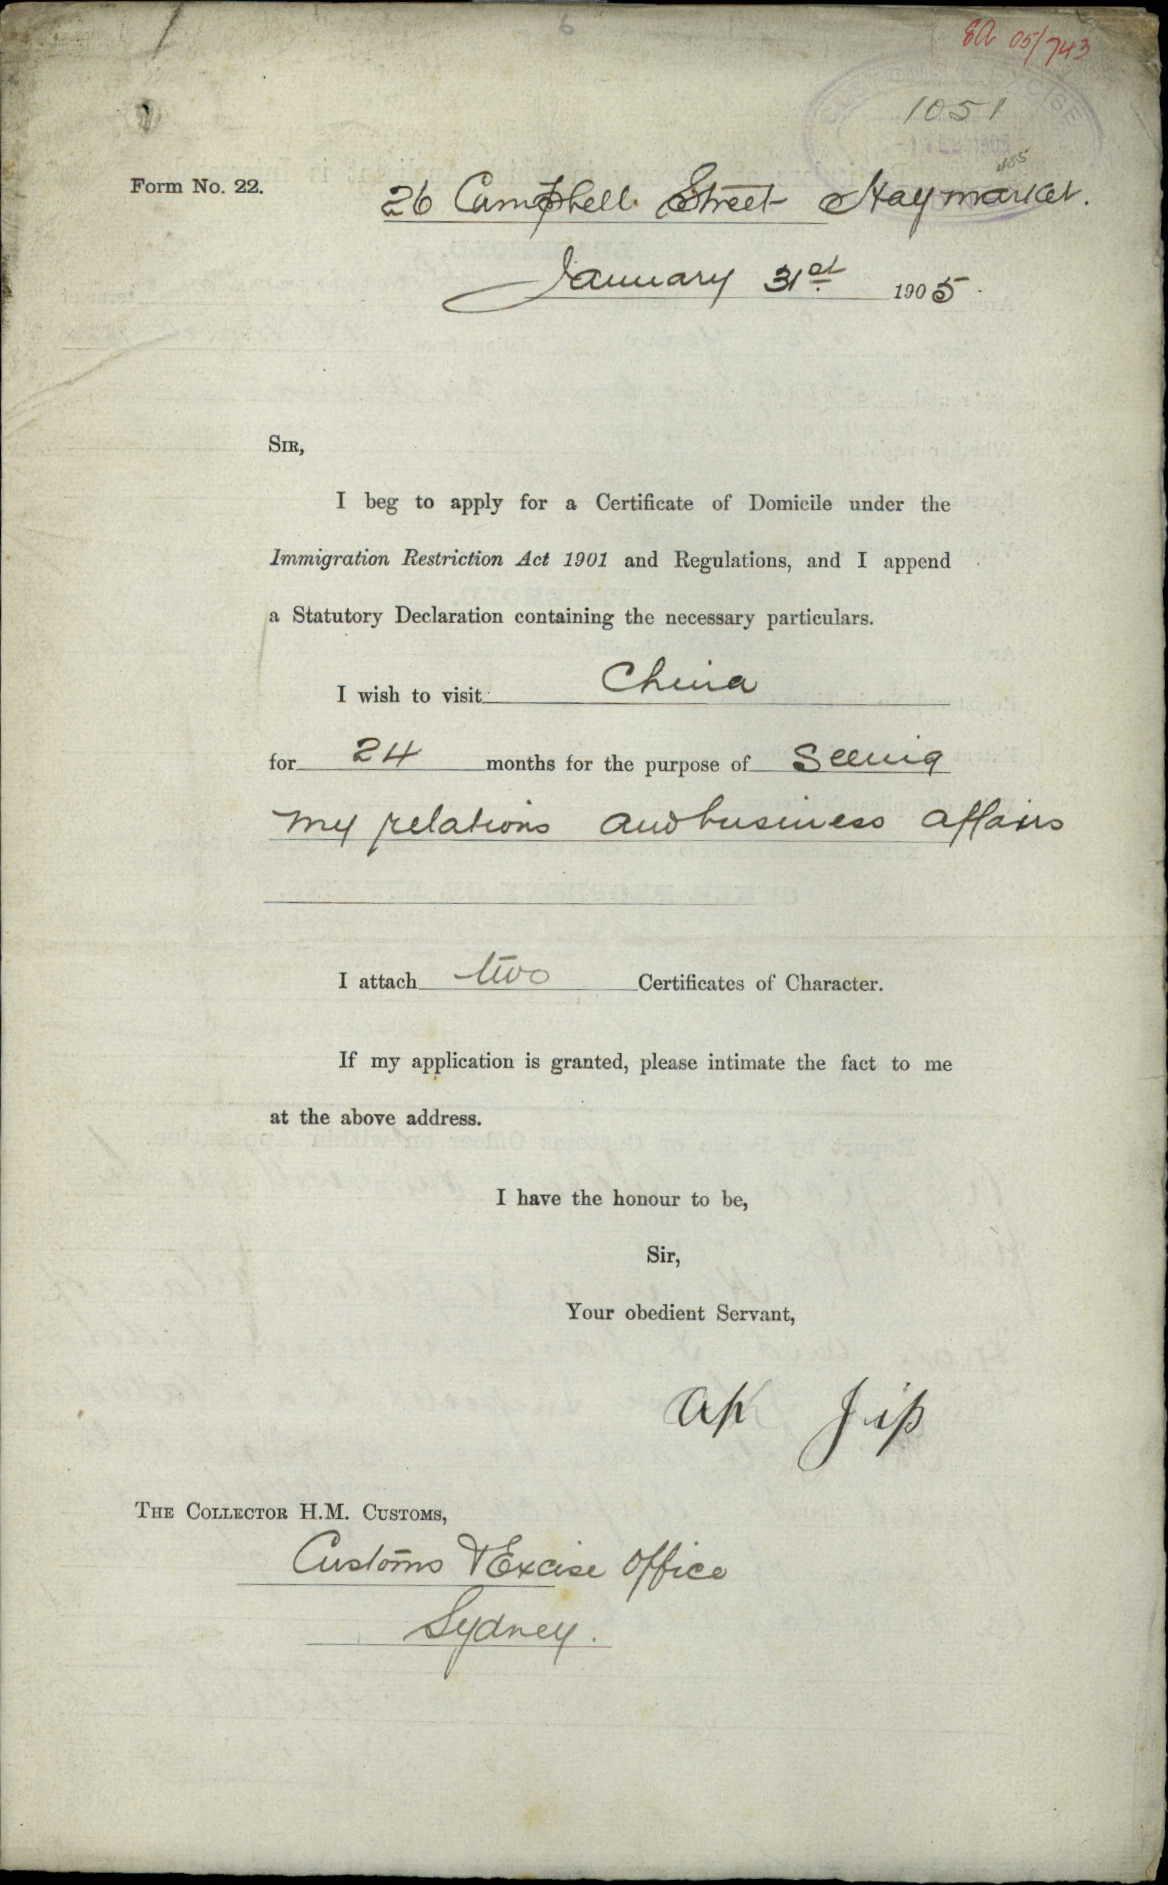 6
8a 05/743
1051
Form No. 22.
26 Campbell Street Haymarket.
January 31st 1905.
SIR,
I beg to apply for a Certificate of Domicile under the
Immigration Restriction Act 1901 and Regulations, and I append
a Statutory Declaration containing the necessary particulars.
I wish to visit China
for 24 months for the purpose of Seeing
my relations and business affairs
I attach two Certificates of Character.
If my application is granted, please intimate the fact to me
at the above address.
I have the honour to be,
Sir,
Your obedient Servant,
Ah Jip
THE COLLECTOR H.M. CUSTOMS,
Customs & Excise Office
Sydney.